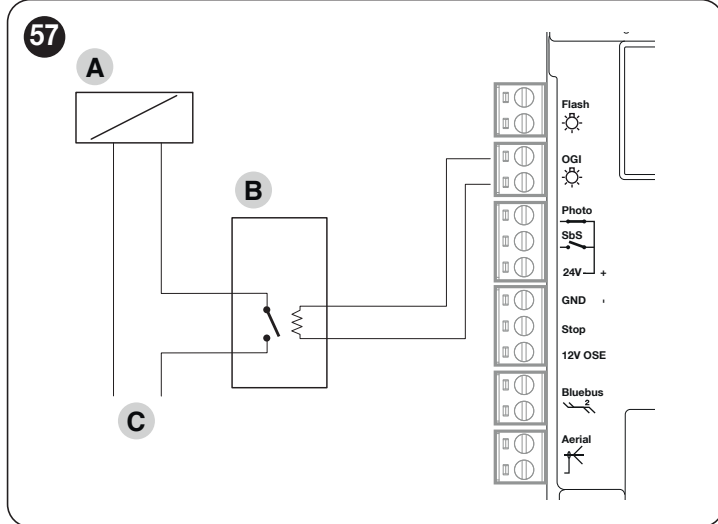 57
A
B
C
Flash
OGI
Photo
SbS
24V +
GND -
Stop
12V OSE
Bluebus
2
Aerial